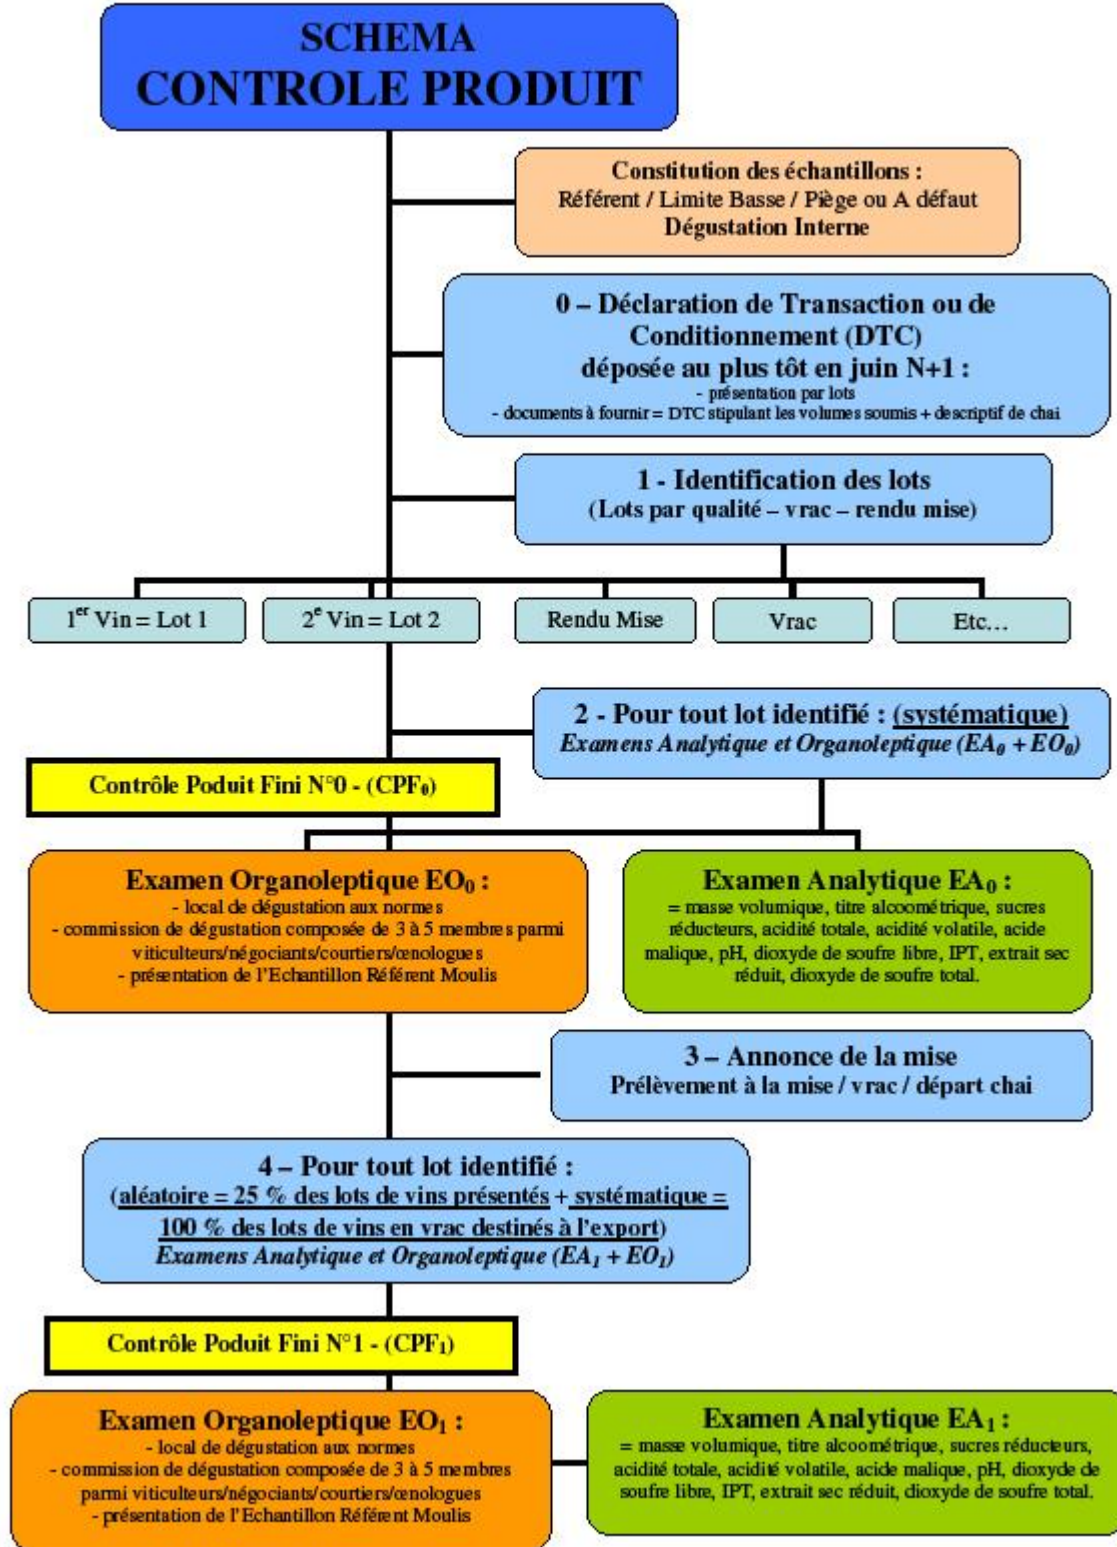 SCHEMA
CONTROLE PRODUIT
Constitution des échantillons :
Référent / Limite Basse / Piège ou A défaut
Dégustation Interne
0 – Déclaration de Transaction ou de
Conditionnement (DTC)
déposée au plus tôt en juin N+1 :
- présentation par lots
- documents à fournir = DTC stipulant les volumes soumis + descriptif de chai
1 - Identification des lots
(Lots par qualité – vrac – rendu mise)
1er Vin = Lot 1
2e Vin = Lot 2
Rendu Mise
Vrac
Etc…
2 - Pour tout lot identifié : (systématique)
Examens Analytique et Organoleptique (EA0 + EO0)
Contrôle Poduit Fini N°0 - (CPF0)
Examen Organoleptique EO0 :
- local de dégustation aux normes
- commission de dégustation composée de 3 à 5 membres parmi
viticulteurs/négociants/courtiers/œnologues
- présentation de l'Echantillon Référent Moulis
Examen Analytique EA0 :
= masse volumique, titre alcoométrique, sucres
réducteurs, acidité totale, acidité volatile, acide
malique, pH, dioxyde de soufre libre, IPT, extrait sec
réduit, dioxyde de soufre total.
3 – Annonce de la mise
Prélèvement à la mise / vrac / départ chai
4 – Pour tout lot identifié :
(aléatoire = 25 % des lots de vins présentés + systématique =
100 % des lots de vins en vrac destinés à l'export)
Examens Analytique et Organoleptique (EA1 + EO1)
Contrôle Poduit Fini N°1 - (CPF1)
Examen Organoleptique EO1 :
- local de dégustation aux normes
- commission de dégustation composée de 3 à 5 membres
parmi viticulteurs/négociants/courtiers/œnologues
- présentation de l'Echantillon Référent Moulis
Examen Analytique EA1 :
= masse volumique, titre alcoométrique, sucres réducteurs,
acidité totale, acidité volatile, acide malique, pH, dioxyde de
soufre libre, IPT, extrait sec réduit, dioxyde de soufre total.